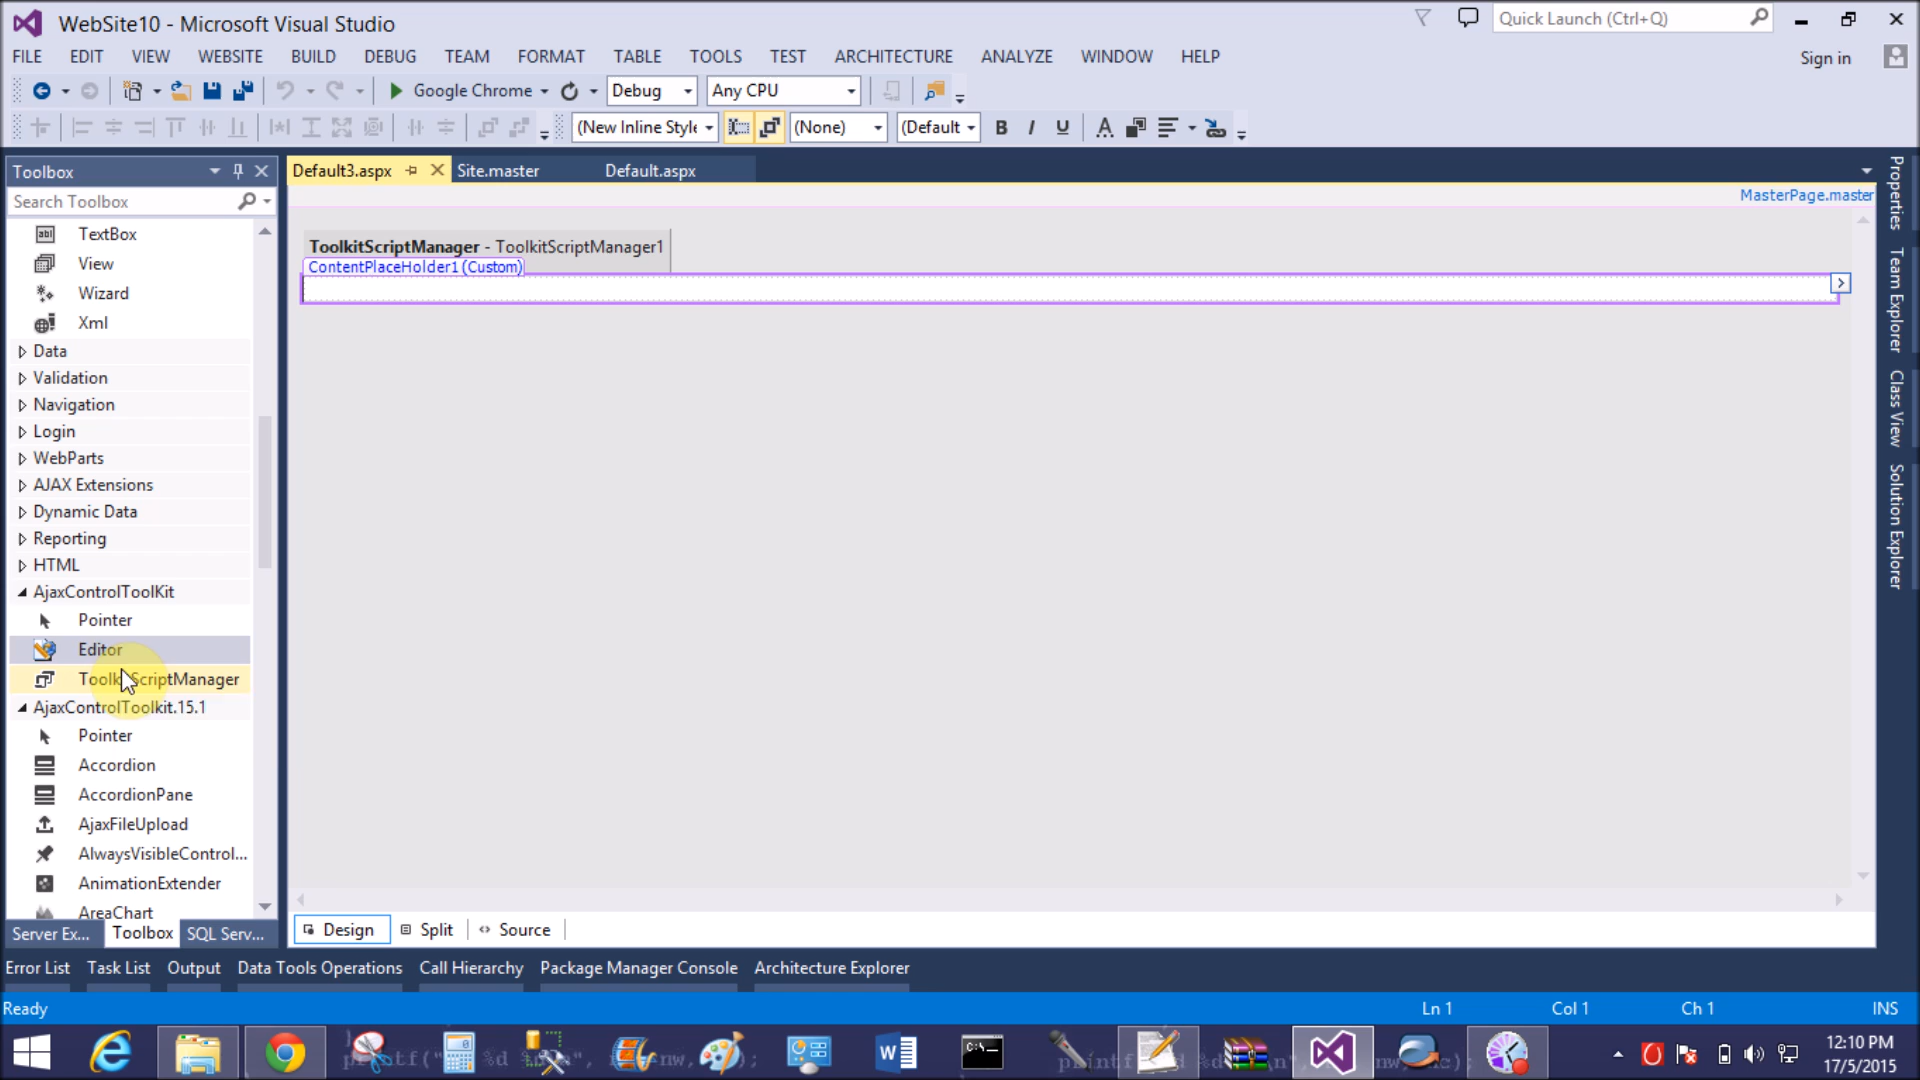 WebSite10 - Microsoft Visual Studio
Quick Launch (Ctrl+Q)
FILE EDIT VIEW WEBSITE BUILD DEBUG TEAM FORMAT TABLE TOOLS TEST ARCHITECTURE ANALYZE WINDOW HELP
Sign in
Google Chrome Debug Any CPU
(New Inline Style (None) (Default B I U A
Toolbox
Default3.aspx Site.master Default.aspx
Search Toolbox
MasterPage.master
TextBox
View
Wizard
Xml
Data
Validation
Navigation
Login
WebParts
AJAX Extensions
Dynamic Data
Reporting
HTML
AjaxControlToolKit
Pointer
Editor
ToolkitScriptManager
AjaxControlToolkit.15.1
Pointer
Accordion
AccordionPane
AjaxFileUpload
AlwaysVisibleControl...
AnimationExtender
AreaChart
ToolkitScriptManager - ToolkitScriptManager1
ContentPlaceHolder1 (Custom)
Properties
Team Explorer
Class View
Solution Explorer
Server Ex... Toolbox SQL Serv...
Design Split Source
Error List Task List Output Data Tools Operations Call Hierarchy Package Manager Console Architecture Explorer
Ready
Ln 1 Col 1 Ch 1 INS
12:10 PM
17/5/2015